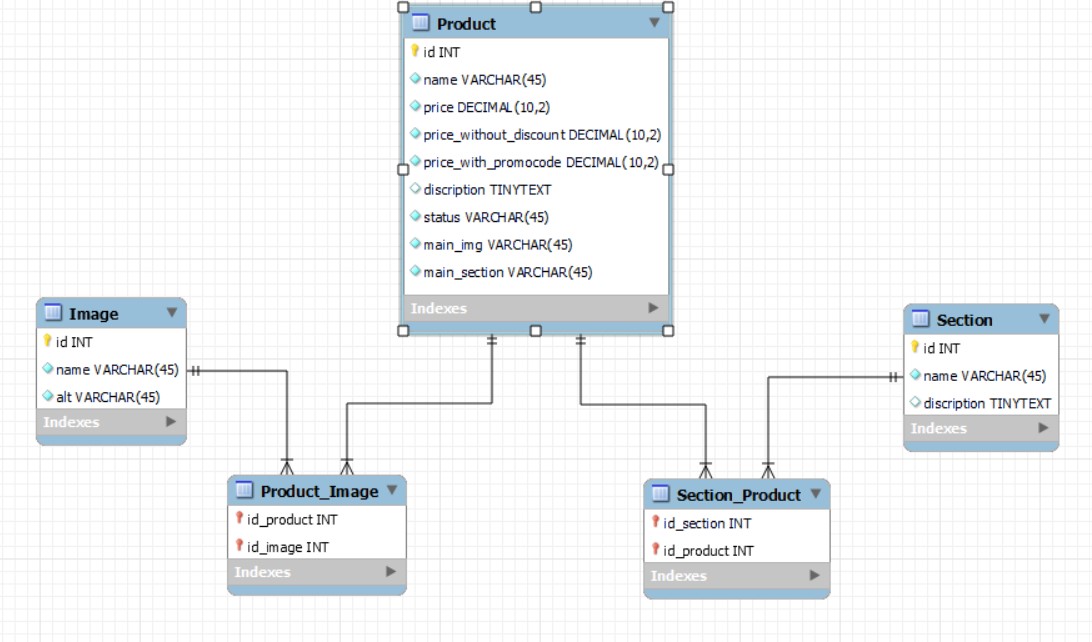 Product
id INT
name VARCHAR(45)
price DECIMAL(10,2)
price_without_discount DECIMAL(10,2)
price_with_promocode DECIMAL(10,2)
discription TINYTEXT
status VARCHAR(45)
main_img VARCHAR(45)
main_section VARCHAR(45)
Indexes
Image
id INT
name VARCHAR(45)
alt VARCHAR(45)
Indexes
Section
id INT
name VARCHAR(45)
discription TINYTEXT
Indexes
Product_Image
id_product INT
id_image INT
Indexes
Section_Product
id_section INT
id_product INT
Indexes